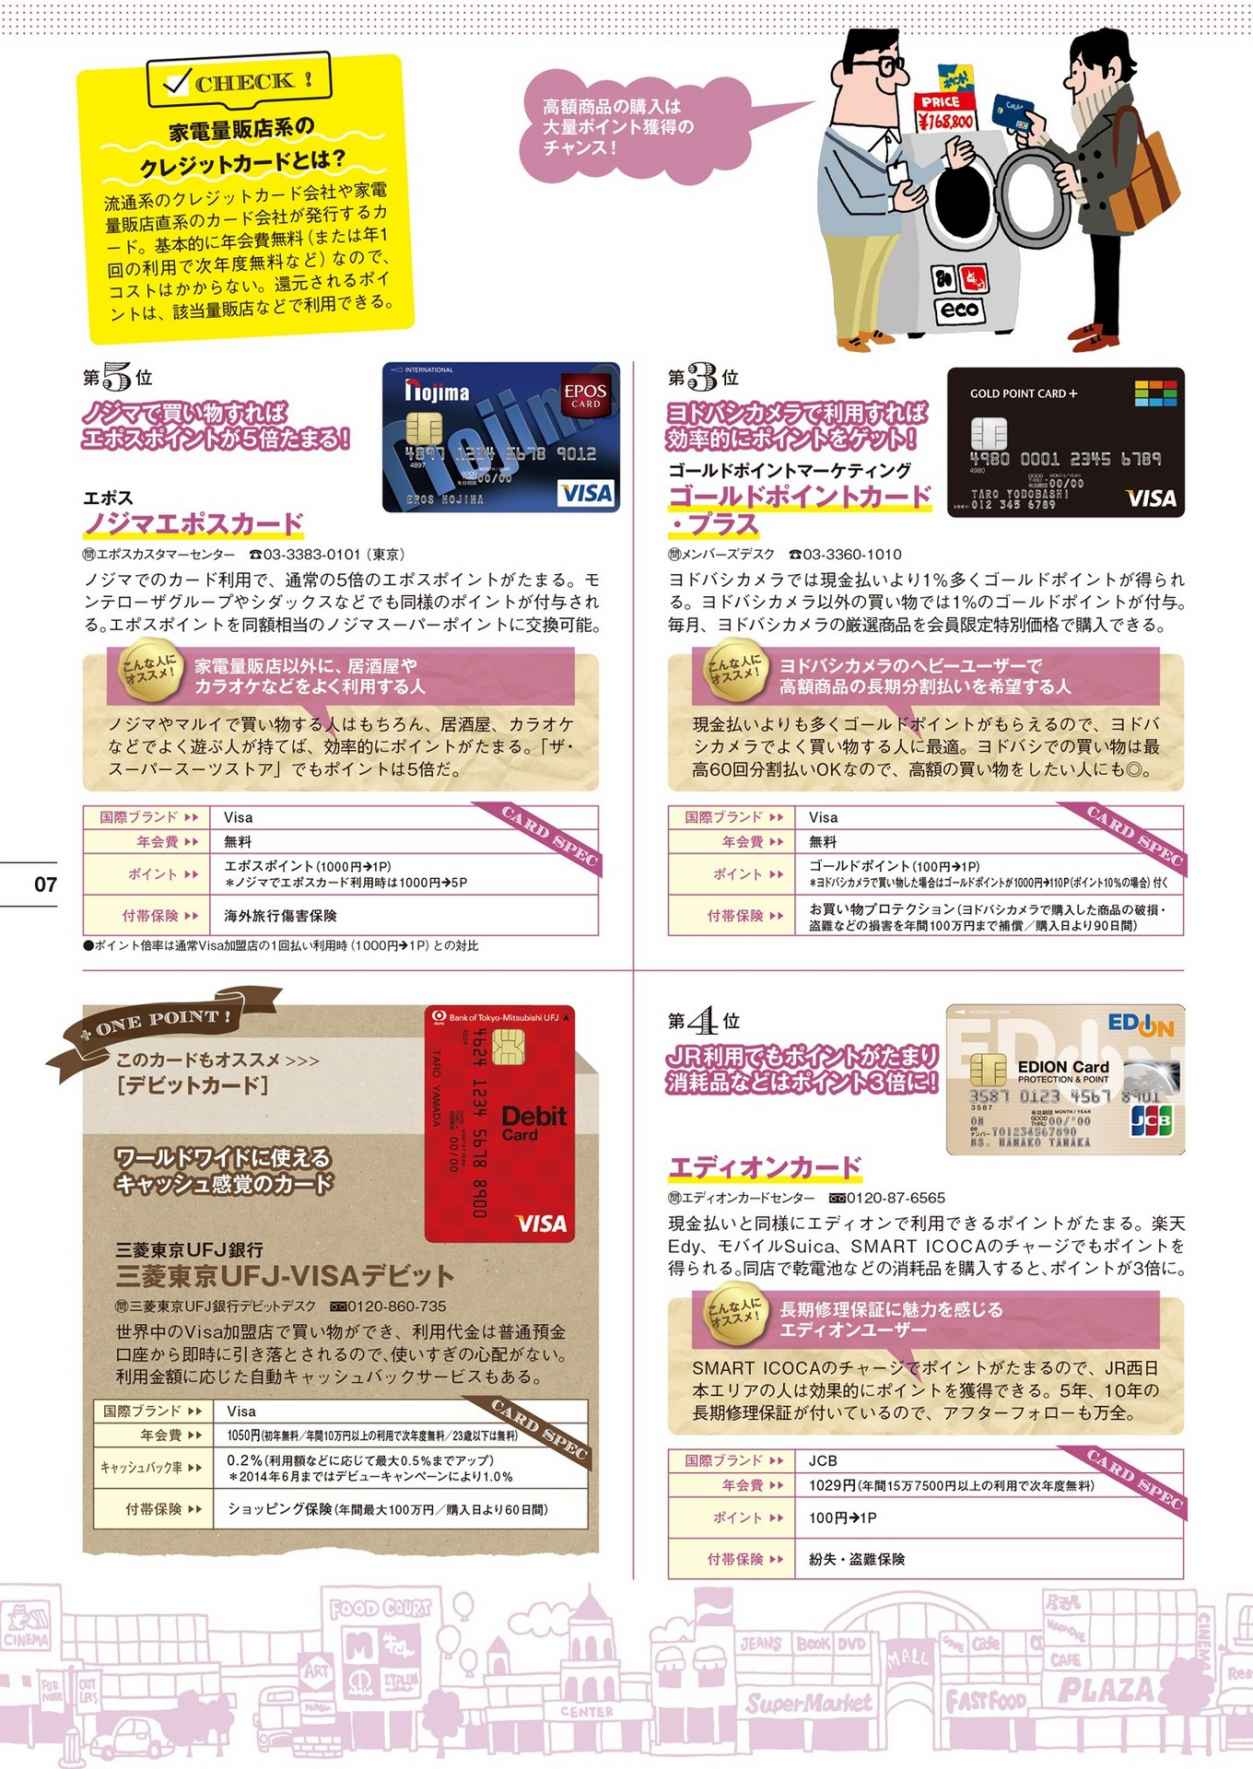 CHECK!
家電量販店系の
クレジットカードとは?
流通系のクレジットカード会社や家電
量販店直系のカード会社が発行するカ
ード。基本的に年会費無料(または年1
回の利用で次年度無料など)なので、
コストはかからない。還元されるポイ
ントは、該当量販店などで利用できる。
高額商品の購入は
大量ポイント獲得の
チャンス!
PRICE
¥168,800
eco
第5位
ノジマで買い物すれば
エポスポイントが5倍たまる!
INTERNATIONAL
nojima
EPOS
CARD
4897 1234 5678 9012
4897
00/00
EROS NOJIMA
VISA
エポス
ノジマエポスカード
㉄エポスカスタマーセンター ☎03-3383-0101(東京)
ノジマでのカード利用で、通常の5倍のエポスポイントがたまる。モ
ンテローザグループやシダックスなどでも同様のポイントが付与され
る。エポスポイントを同額相当のノジマスーパーポイントに交換可能。
こんな人に
オススメ!
家電量販店以外に、居酒屋や
カラオケなどをよく利用する人
ノジマやマルイで買い物する人はもちろん、居酒屋、カラオケ
などでよく遊ぶ人が持てば、効率的にポイントがたまる。「ザ・
スーパースーツストア」でもポイントは5倍だ。
CARD SPEC
国際ブランド ▶▶ Visa
年会費 ▶▶ 無料
ポイント ▶▶ エポスポイント(1000円➔1P)
＊ノジマでエポスカード利用時は1000円➔5P
付帯保険 ▶▶ 海外旅行傷害保険
●ポイント倍率は通常Visa加盟店の1回払い利用時(1000円➔1P)との対比
07
第3位
ヨドバシカメラで利用すれば
効率的にポイントをゲット!
GOLD POINT CARD +
4980 0001 2345 6789
4980
00/00
TARO YODOBASHI
012 345 6789
VISA
ゴールドポイントマーケティング
ゴールドポイントカード
・プラス
㉄メンバーズデスク ☎03-3360-1010
ヨドバシカメラでは現金払いより1%多くゴールドポイントが得られ
る。ヨドバシカメラ以外の買い物では1%のゴールドポイントが付与。
毎月、ヨドバシカメラの厳選商品を会員限定特別価格で購入できる。
こんな人に
オススメ!
ヨドバシカメラのヘビーユーザーで
高額商品の長期分割払いを希望する人
現金払いよりも多くゴールドポイントがもらえるので、ヨドバ
シカメラでよく買い物する人に最適。ヨドバシでの買い物は最
高60回分割払いOKなので、高額の買い物をしたい人にも◎。
CARD SPEC
国際ブランド ▶▶ Visa
年会費 ▶▶ 無料
ポイント ▶▶ ゴールドポイント(100円➔1P)
＊ヨドバシカメラで買い物した場合はゴールドポイントが1000円➔110P(ポイント10%の場合)付く
付帯保険 ▶▶ お買い物プロテクション(ヨドバシカメラで購入した商品の破損・
盗難などの損害を年間100万円まで補償／購入日より90日間)
ONE POINT!
このカードもオススメ>>>
[デビットカード]
ワールドワイドに使える
キャッシュ感覚のカード
Bank of Tokyo-Mitsubishi UFJ
4624 1234 5678 8900
TARO YAMADA
00/00
Debit
Card
VISA
三菱東京UFJ銀行
三菱東京UFJ-VISAデビット
㉄三菱東京UFJ銀行デビットデスク 0120-860-735
世界中のVisa加盟店で買い物ができ、利用代金は普通預金
口座から即時に引き落とされるので、使いすぎの心配がない。
利用金額に応じた自動キャッシュバックサービスもある。
CARD SPEC
国際ブランド ▶▶ Visa
年会費 ▶▶ 1050円(初年無料／年間10万円以上の利用で次年度無料／23歳以下は無料)
キャッシュバック率 ▶▶ 0.2%(利用額などに応じて最大0.5%までアップ)
＊2014年6月まではデビューキャンペーンにより1.0%
付帯保険 ▶▶ ショッピング保険(年間最大100万円／購入日より60日間)
第4位
JR利用でもポイントがたまり
消耗品などはポイント3倍に!
EDION
EDION Card
PROTECTION & POINT
3587 0123 4567 8901
3587
MONTH/YEAR
00/00
Y01234567890
MS. HANAKO TANAKA
JCB
エディオンカード
㉄エディオンカードセンター 0120-87-6565
現金払いと同様にエディオンで利用できるポイントがたまる。楽天
Edy、モバイルSuica、SMART ICOCAのチャージでもポイントを
得られる。同店で乾電池などの消耗品を購入すると、ポイントが3倍に。
こんな人に
オススメ!
長期修理保証に魅力を感じる
エディオンユーザー
SMART ICOCAのチャージでポイントがたまるので、JR西日
本エリアの人は効果的にポイントを獲得できる。5年、10年の
長期修理保証が付いているので、アフターフォローも万全。
CARD SPEC
国際ブランド ▶▶ JCB
年会費 ▶▶ 1029円(年間15万7500円以上の利用で次年度無料)
ポイント ▶▶ 100円➔1P
付帯保険 ▶▶ 紛失・盗難保険
CINEMA
FOOD COURT
ART
CENTER
JEANS
BOOK
DVD
SuperMarket
MALL
Cafe
FAST FOOD
CAFE
PLAZA
CINEMA